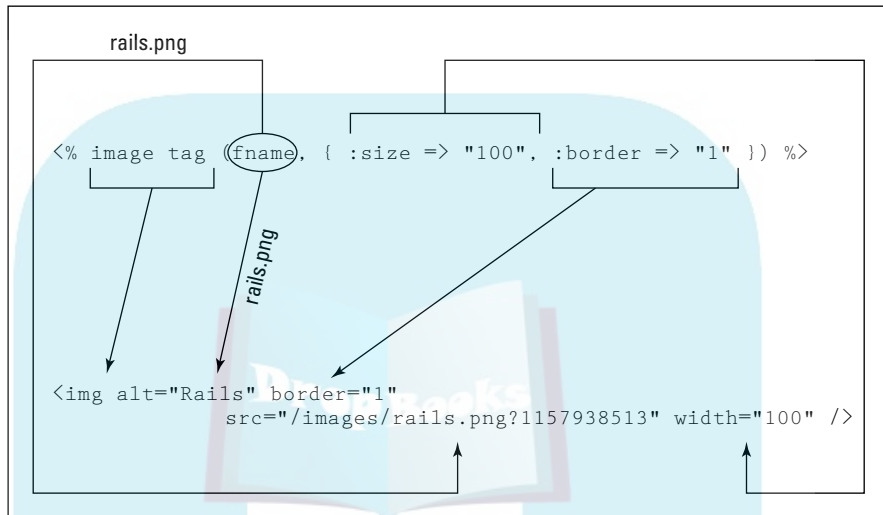 rails.png
<% image tag (fname, { :size => "100", :border => "1" }) %>
rails.png
<img alt="Rails" border="1"
src="/images/rails.png?1157938513" width="100" />
DropBooks